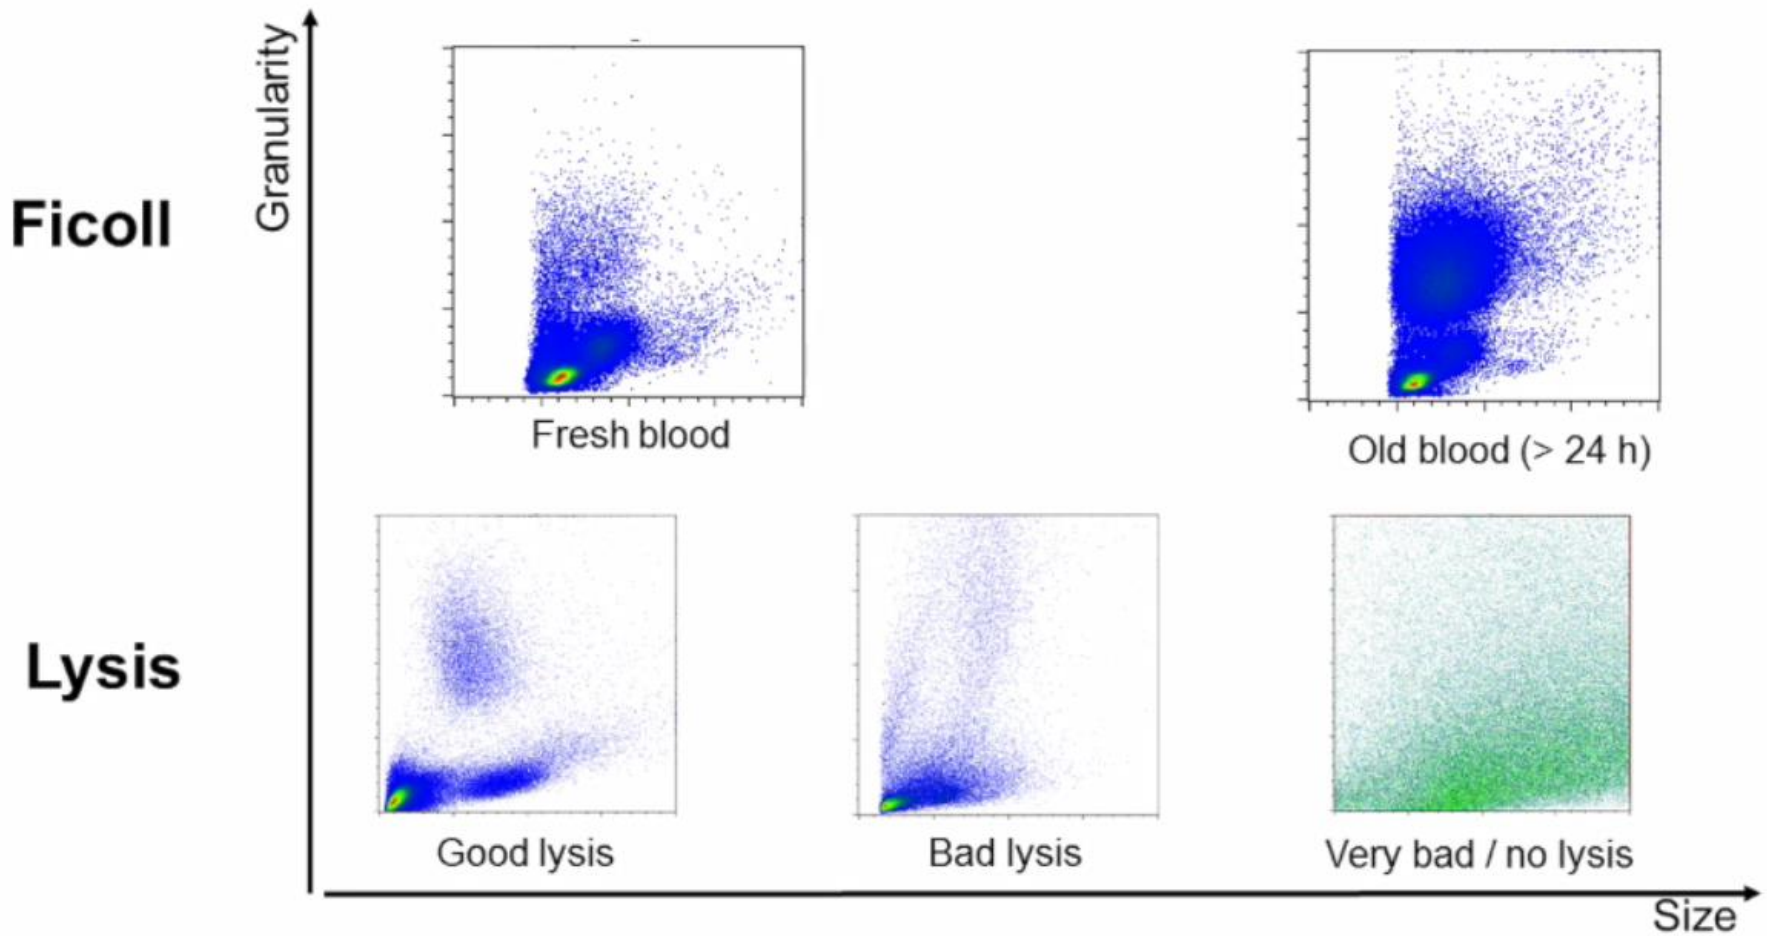 Granularity
Ficoll
Fresh blood
Old blood (> 24 h)
Lysis
Good lysis
Bad lysis
Very bad / no lysis
Size